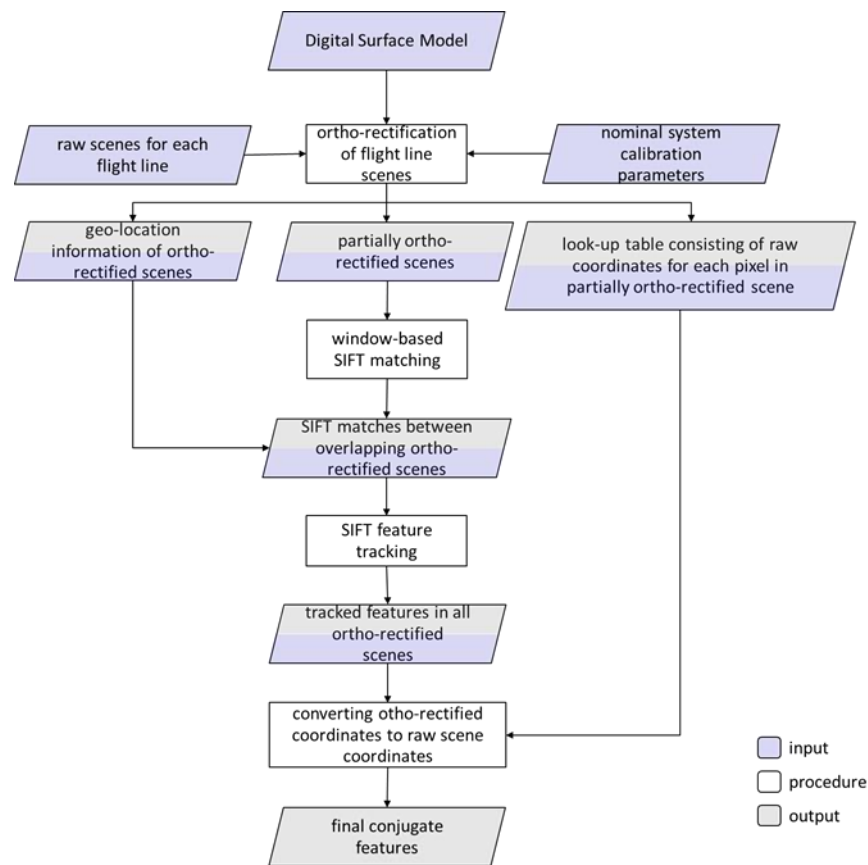 Digital Surface Model
raw scenes for each
flight line
ortho-rectification
of flight line
scenes
nominal system
calibration
parameters
geo-location
information of ortho-
rectified scenes
partially ortho-
rectified scenes
look-up table consisting of raw
coordinates for each pixel in
partially ortho-rectified scene
window-based
SIFT matching
SIFT matches between
overlapping ortho-
rectified scenes
SIFT feature
tracking
tracked features in all
ortho-rectified
scenes
converting otho-rectified
coordinates to raw scene
coordinates
final conjugate
features
input
procedure
output